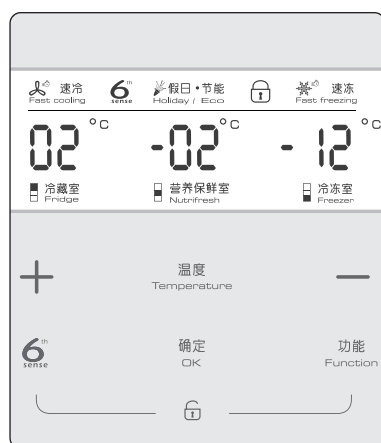 速冷 6th sense 假日·节能 速冻
Fast cooling Holiday / Eco Fast freezing
02°C -02°C -12°C
冷藏室 营养保鲜室 冷冻室
Fridge Nutrifresh Freezer
+ 温度 −
Temperature
6th sense 确定 功能
OK Function